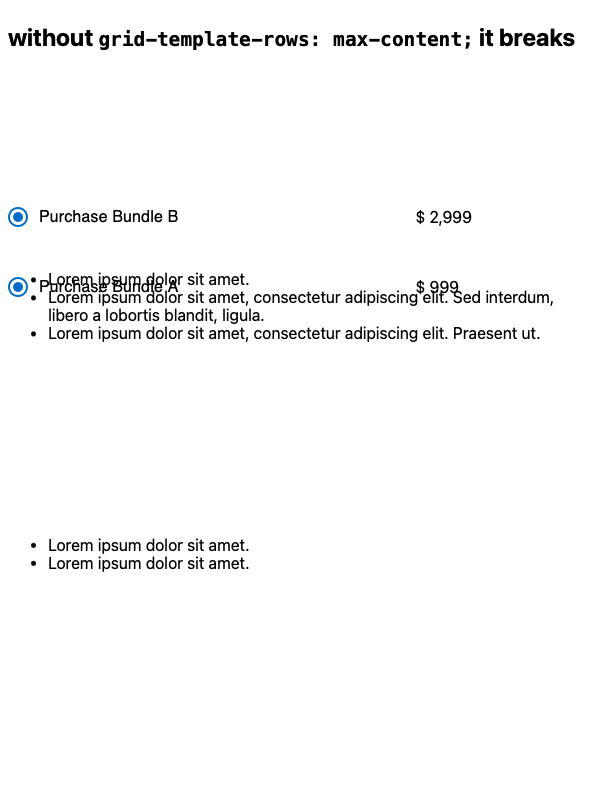 without grid-template-rows: max-content; it breaks
Purchase Bundle B $ 2,999
• Lorem ipsum dolor sit amet.
Purchase Bundle A $ 999
• Lorem ipsum dolor sit amet, consectetur adipiscing elit. Sed interdum,
libero a lobortis blandit, ligula.
• Lorem ipsum dolor sit amet, consectetur adipiscing elit. Praesent ut.
• Lorem ipsum dolor sit amet.
• Lorem ipsum dolor sit amet.